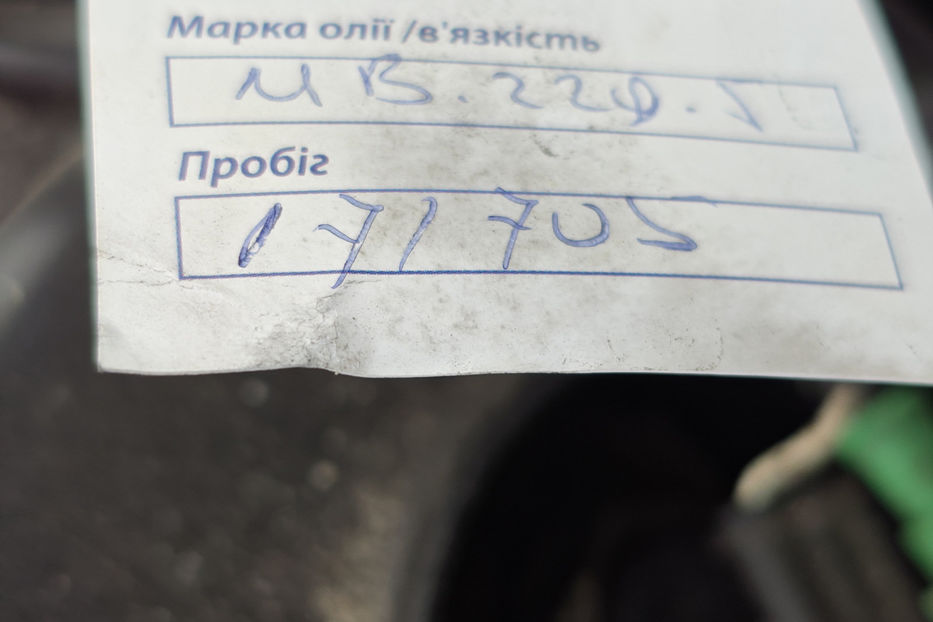 Марка олії /в'язкість
MB. 229.5
Пробіг
171705